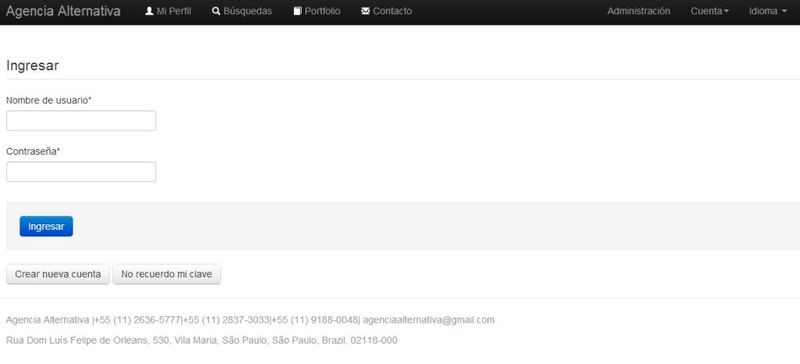 Agencia Alternativa Mi Perfil Búsquedas Portfolio Contacto Administración Cuenta Idioma
Ingresar
Nombre de usuario*
Contraseña*
Ingresar
Crear nueva cuenta No recuerdo mi clave
Agencia Alternativa |+55 (11) 2636-5777|+55 (11) 2837-3033|+55 (11) 9188-0048| agenciaalternativa@gmail.com
Rua Dom Luís Felipe de Orleans, 530, Vila Maria, São Paulo, São Paulo, Brazil, 02118-000